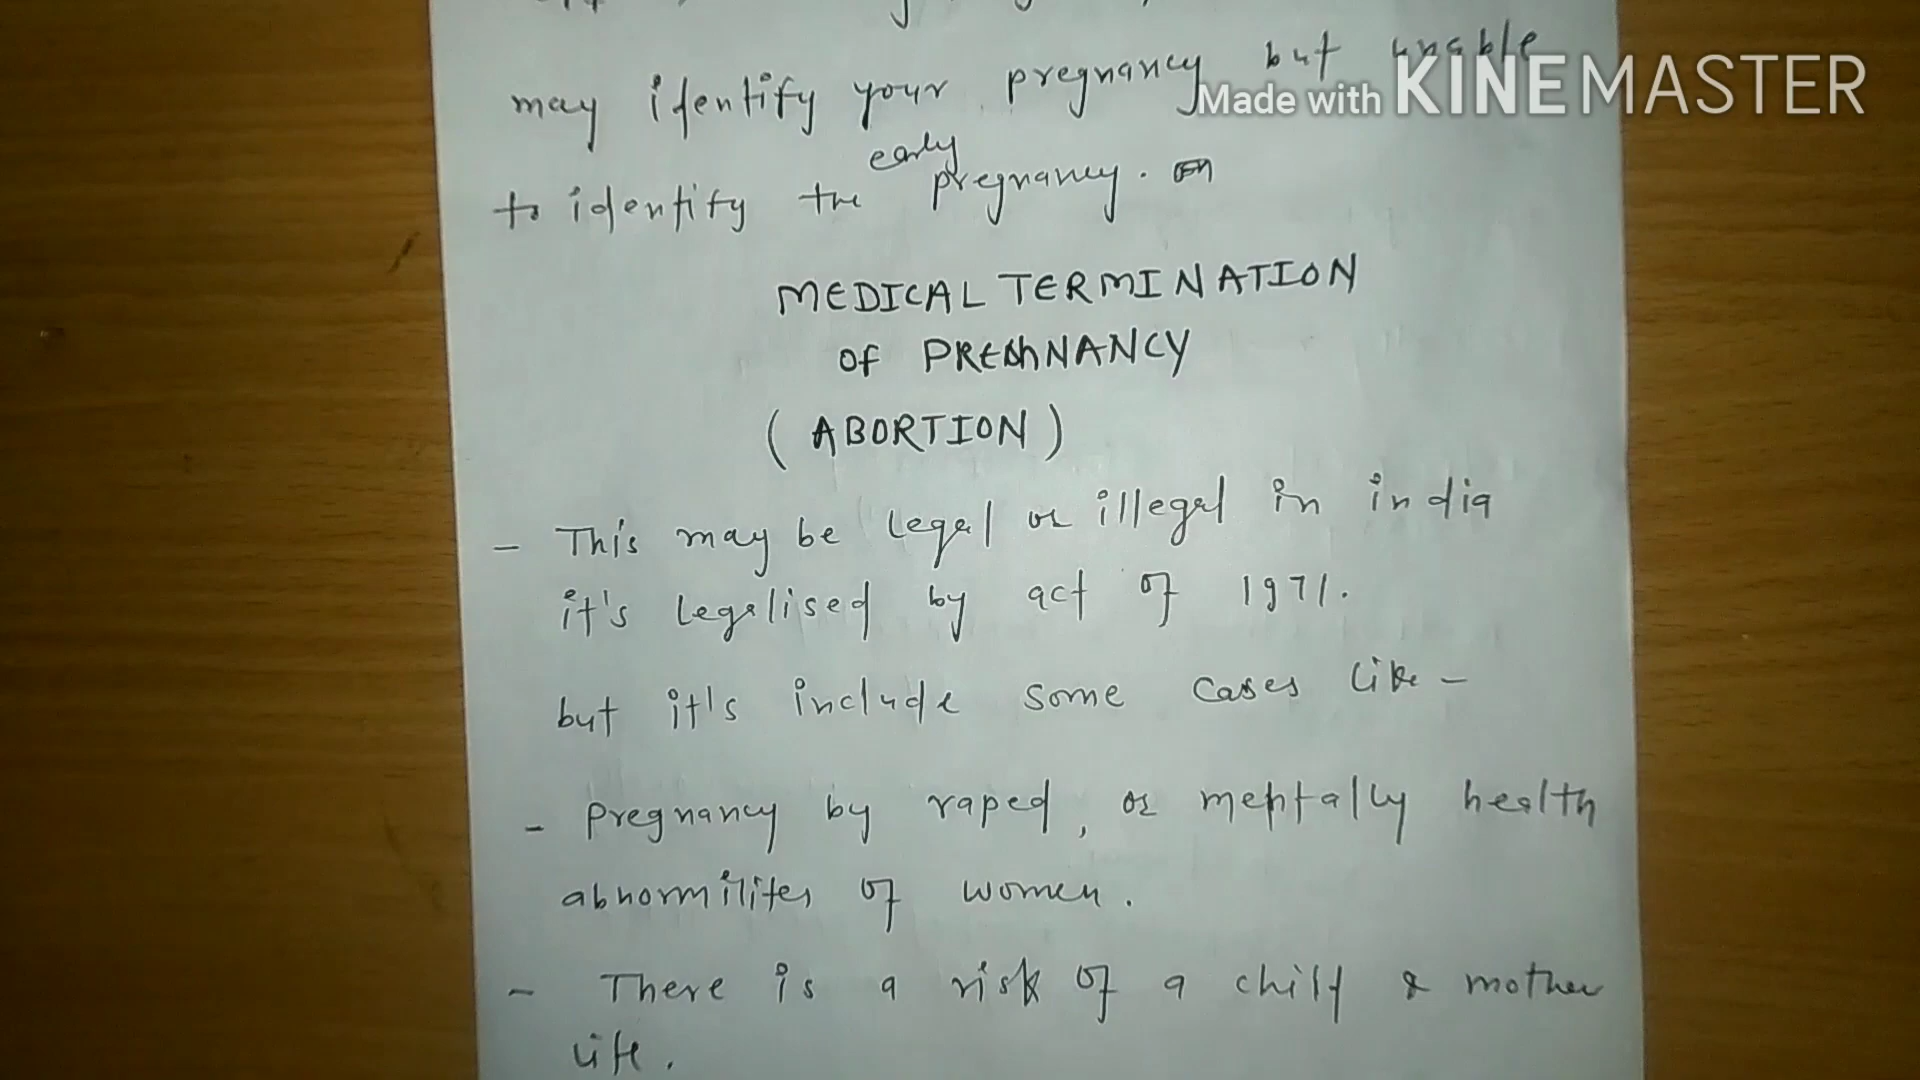 may identify your pregnancy but unable
Made with KINEMASTER
early
to identify the pregnancy.
MEDICAL TERMINATION
of PREGNANCY
( ABORTION )
- This may be legal or illegal in india
it's legalised by act of 1971.
but it's include some cases like -
- pregnancy by raped, or mentally health
abnormilites of women.
- There is a risk of a child & mother
life.